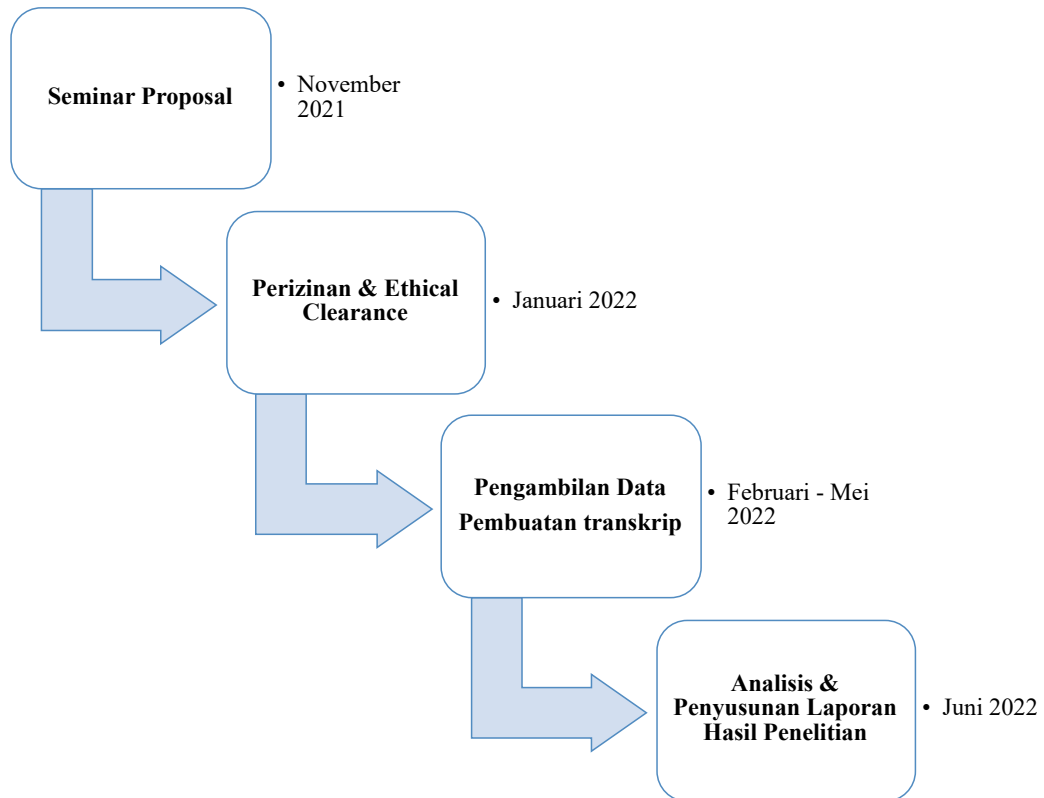 Seminar Proposal
• November
2021
Perizinan & Ethical
Clearance
• Januari 2022
Pengambilan Data
Pembuatan transkrip
• Februari - Mei
2022
Analisis &
Penyusunan Laporan
Hasil Penelitian
• Juni 2022